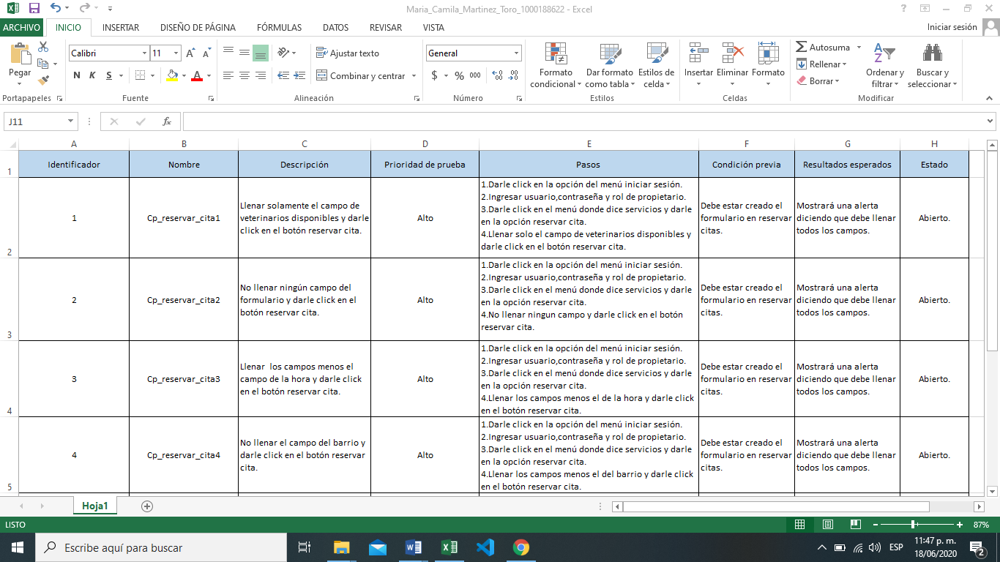 Maria_Camila_Martinez_Toro_1000188622 - Excel
ARCHIVO INICIO INSERTAR DISEÑO DE PÁGINA FÓRMULAS DATOS REVISAR VISTA Iniciar sesión
Pegar
Portapapeles
Calibri 11
N K S
Fuente
Ajustar texto
Combinar y centrar
Alineación
General
$ % 000
Número
Formato condicional
Dar formato como tabla
Estilos de celda
Estilos
Insertar Eliminar Formato
Celdas
Autosuma
Rellenar
Borrar
Ordenar y filtrar
Buscar y seleccionar
Modificar
J11
fx
A B C D E F G H
1 Identificador Nombre Descripción Prioridad de prueba Pasos Condición previa Resultados esperados Estado
2
1
Cp_reservar_cita1
Llenar solamente el campo de
veterinarios disponibles y darle
click en el botón reservar cita.
Alto
1.Darle click en la opción del menú iniciar sesión.
2.Ingresar usuario,contraseña y rol de propietario.
3.Darle click en el menú donde dice servicios y darle
en la opción reservar cita.
4.Llenar solo el campo de veterinarios disponibles y
darle click en el botón reservar cita.
Debe estar creado el
formulario en reservar
citas.
Mostrará una alerta
diciendo que debe llenar
todos los campos.
Abierto.
3
2
Cp_reservar_cita2
No llenar ningún campo del
formulario y darle click en el
botón reservar cita.
Alto
1.Darle click en la opción del menú iniciar sesión.
2.Ingresar usuario,contraseña y rol de propietario.
3.Darle click en el menú donde dice servicios y darle
en la opción reservar cita.
4.No llenar ningun campo y darle click en el botón
reservar cita.
Debe estar creado el
formulario en reservar
citas.
Mostrará una alerta
diciendo que debe llenar
todos los campos.
Abierto.
4
3
Cp_reservar_cita3
Llenar  los campos menos el
campo de la hora y darle click
en el botón reservar cita.
Alto
1.Darle click en la opción del menú iniciar sesión.
2.Ingresar usuario,contraseña y rol de propietario.
3.Darle click en el menú donde dice servicios y darle
en la opción reservar cita.
4.Llenar los campos menos el de la hora y darle click
en el botón reservar cita.
Debe estar creado el
formulario en reservar
citas.
Mostrará una alerta
diciendo que debe llenar
todos los campos.
Abierto.
5
4
Cp_reservar_cita4
No llenar el campo del barrio y
darle click en el botón reservar
cita.
Alto
1.Darle click en la opción del menú iniciar sesión.
2.Ingresar usuario,contraseña y rol de propietario.
3.Darle click en el menú donde dice servicios y darle
en la opción reservar cita.
4.Llenar los campos menos el del barrio y darle click
en el botón reservar cita.
Debe estar creado el
formulario en reservar
citas.
Mostrará una alerta
diciendo que debe llenar
todos los campos.
Abierto.
Hoja1
LISTO 87%
Escribe aquí para buscar
ESP
11:47 p. m.
18/06/2020
2